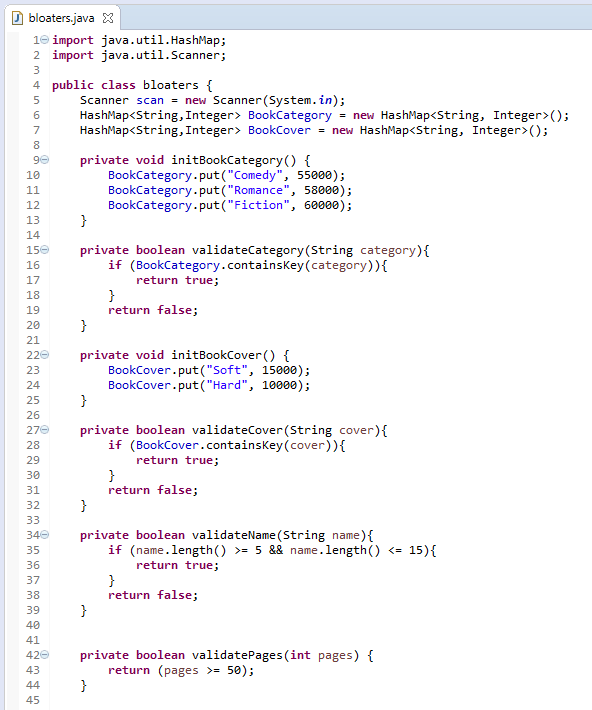 bloaters.java
1 import java.util.HashMap;
2 import java.util.Scanner;
3
4 public class bloaters {
5     Scanner scan = new Scanner(System.in);
6     HashMap<String,Integer> BookCategory = new HashMap<String, Integer>();
7     HashMap<String,Integer> BookCover = new HashMap<String, Integer>();
8
9     private void initBookCategory() {
10         BookCategory.put("Comedy", 55000);
11         BookCategory.put("Romance", 58000);
12         BookCategory.put("Fiction", 60000);
13     }
14
15     private boolean validateCategory(String category){
16         if (BookCategory.containsKey(category)){
17             return true;
18         }
19         return false;
20     }
21
22     private void initBookCover() {
23         BookCover.put("Soft", 15000);
24         BookCover.put("Hard", 10000);
25     }
26
27     private boolean validateCover(String cover){
28         if (BookCover.containsKey(cover)){
29             return true;
30         }
31         return false;
32     }
33
34     private boolean validateName(String name){
35         if (name.length() >= 5 && name.length() <= 15){
36             return true;
37         }
38         return false;
39     }
40
41
42     private boolean validatePages(int pages) {
43         return (pages >= 50);
44     }
45